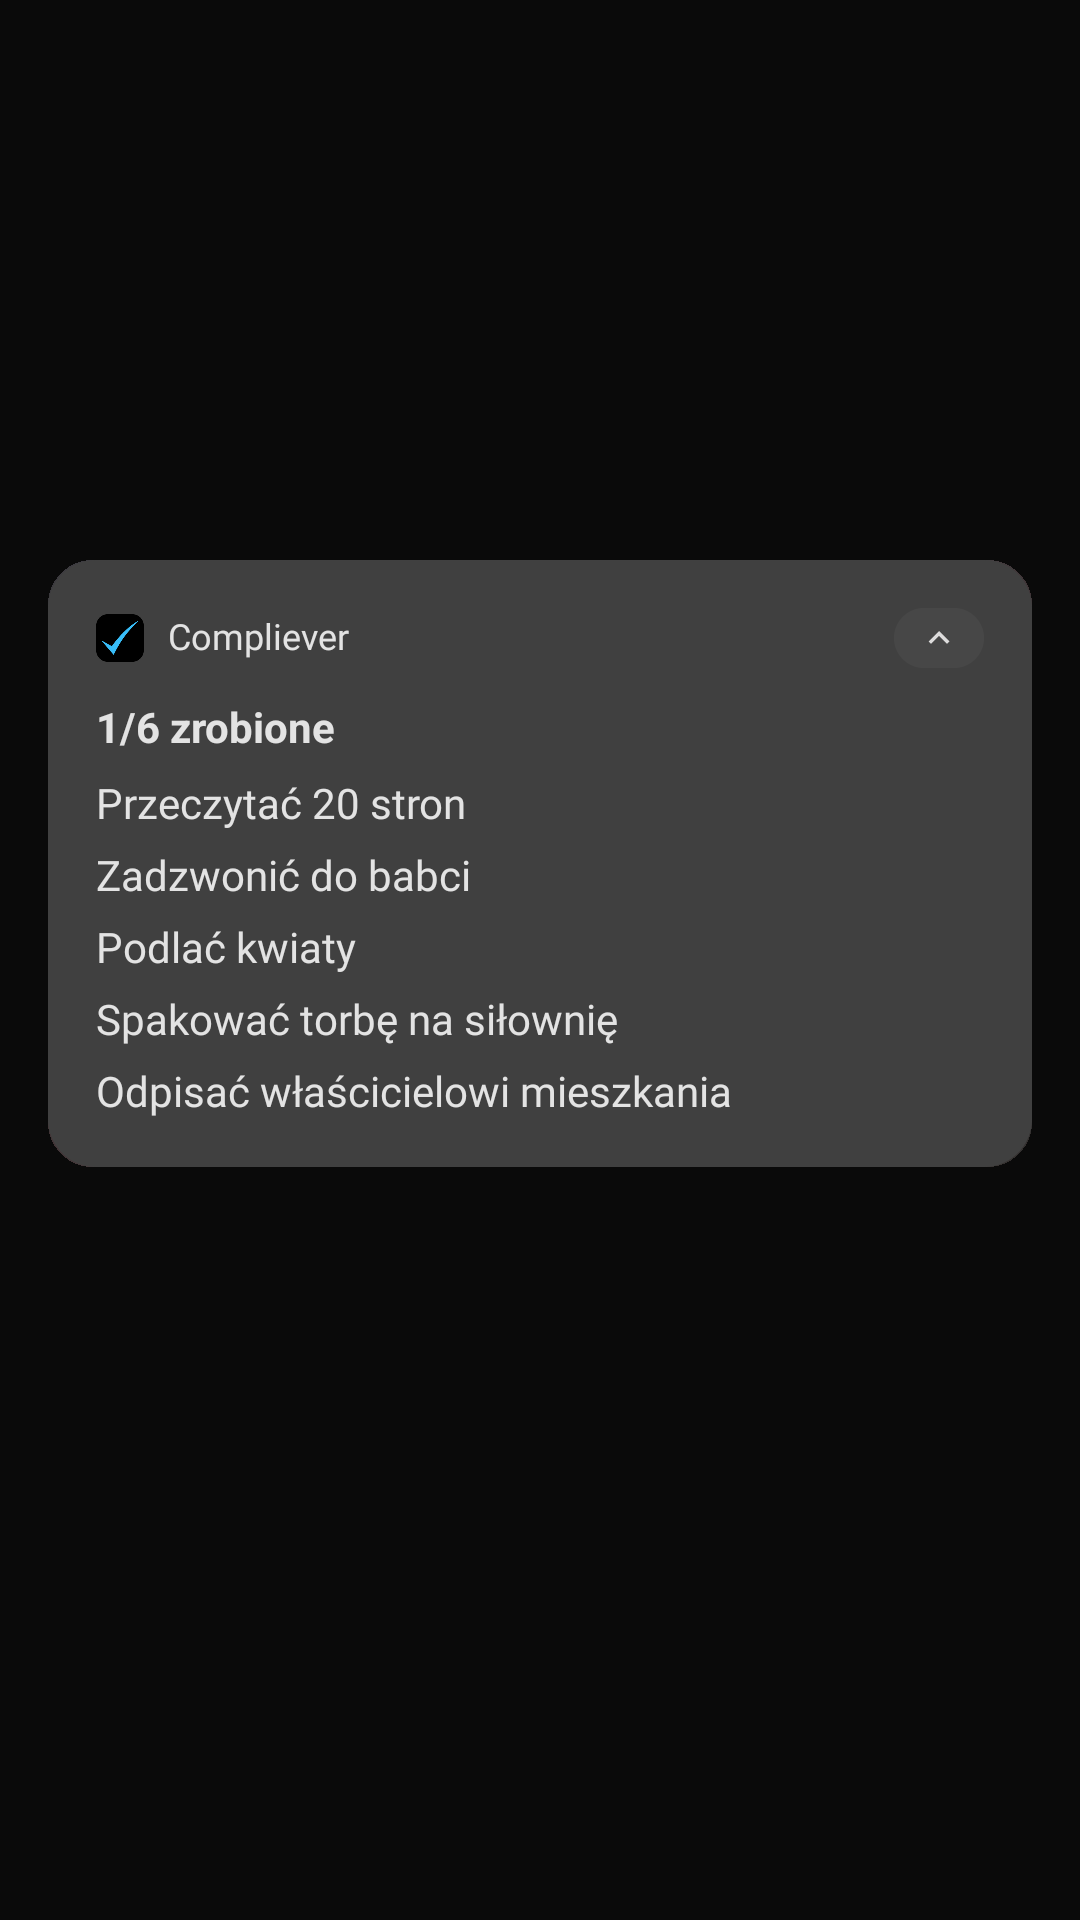 Compliever
1/6 zrobione
Przeczytać 20 stron
Zadzwonić do babci
Podlać kwiaty
Spakować torbę na siłownię
Odpisać właścicielowi mieszkania